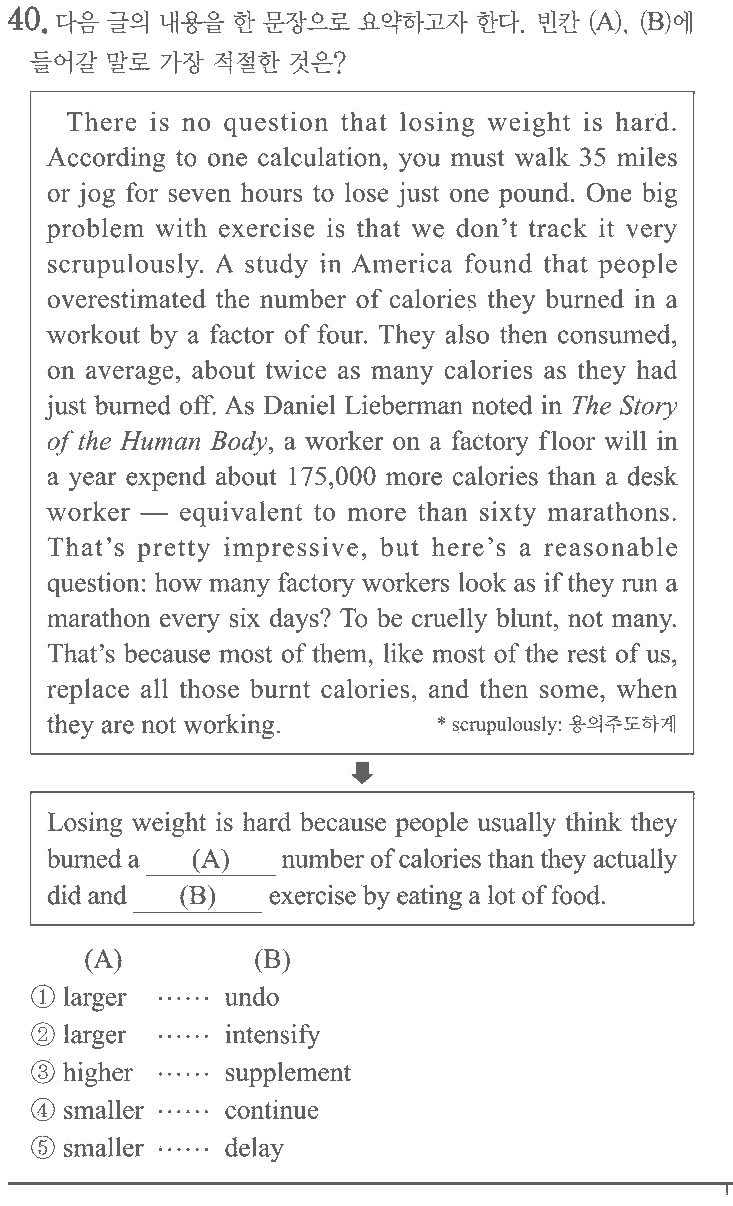 40. 다음 글의 내용을 한 문장으로 요약하고자 한다. 빈칸 (A), (B)에
들어갈 말로 가장 적절한 것은?
There is no question that losing weight is hard.
According to one calculation, you must walk 35 miles
or jog for seven hours to lose just one pound. One big
problem with exercise is that we don't track it very
scrupulously. A study in America found that people
overestimated the number of calories they burned in a
workout by a factor of four. They also then consumed,
on average, about twice as many calories as they had
just burned off. As Daniel Lieberman noted in The Story
of the Human Body, a worker on a factory floor will in
a year expend about 175,000 more calories than a desk
worker — equivalent to more than sixty marathons.
That's pretty impressive, but here's a reasonable
question: how many factory workers look as if they run a
marathon every six days? To be cruelly blunt, not many.
That's because most of them, like most of the rest of us,
replace all those burnt calories, and then some, when
they are not working. * scrupulously: 용의주도하게
Losing weight is hard because people usually think they
burned a (A) number of calories than they actually
did and (B) exercise by eating a lot of food.
(A) (B)
① larger …… undo
② larger …… intensify
③ higher …… supplement
④ smaller …… continue
⑤ smaller …… delay